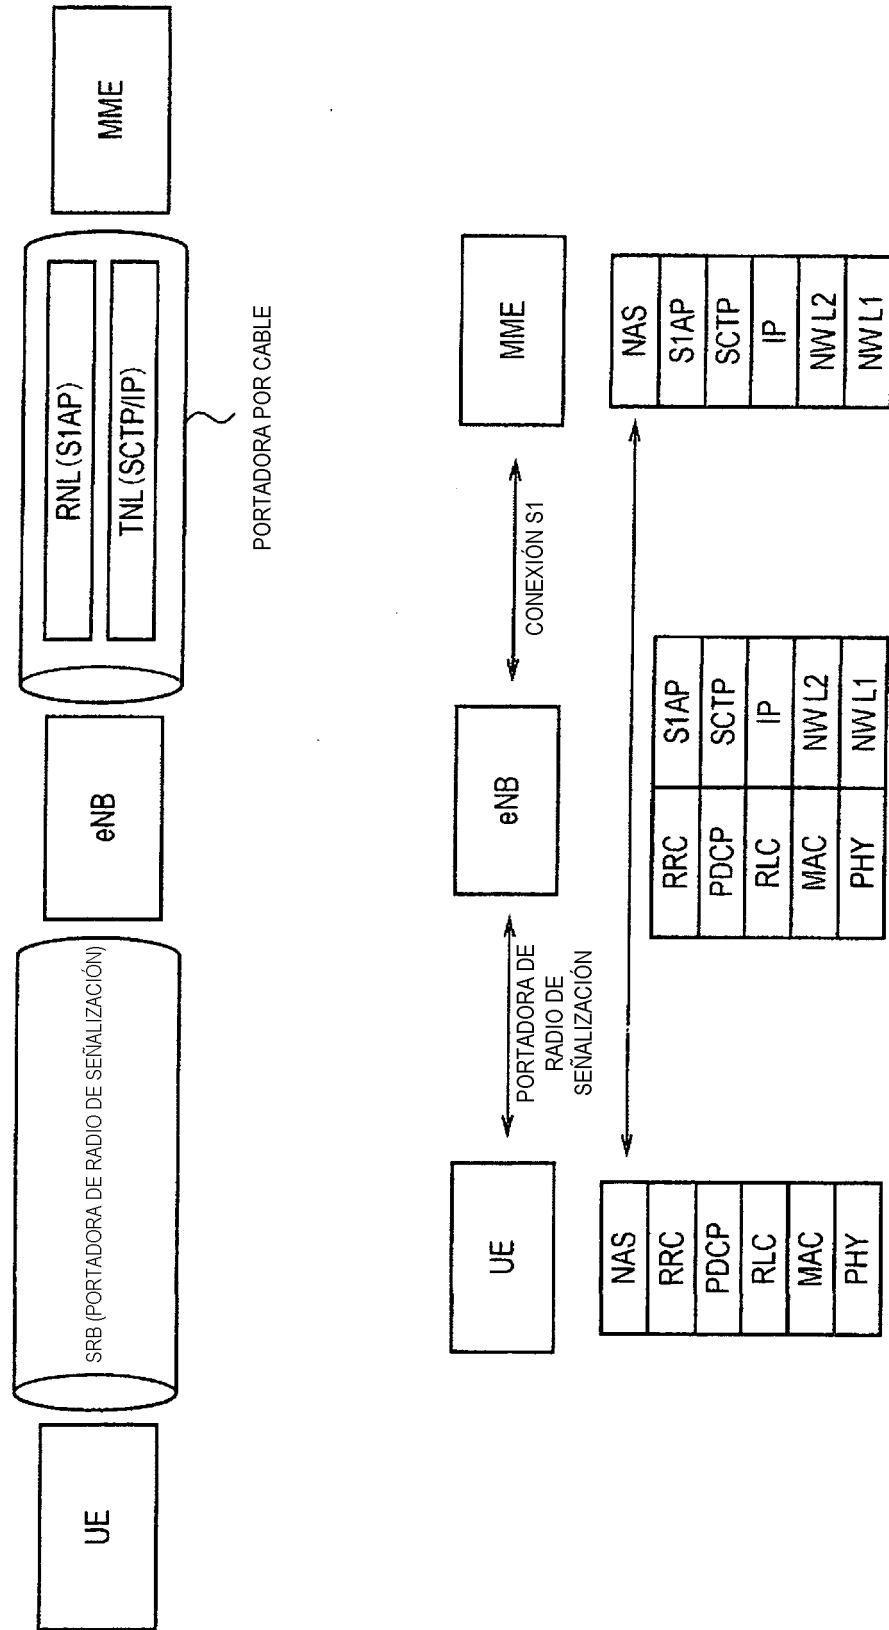 UE
SRB (PORTADORA DE RADIO DE SEÑALIZACIÓN)
eNB
RNL (S1AP)
TNL (SCTP/IP)
PORTADORA POR CABLE
MME
UE
PORTADORA DE
RADIO DE
SEÑALIZACIÓN
eNB
CONEXIÓN S1
MME
NAS
RRC
PDCP
RLC
MAC
PHY
RRC S1AP
PDCP SCTP
RLC IP
MAC NW L2
PHY NW L1
NAS
S1AP
SCTP
IP
NW L2
NW L1